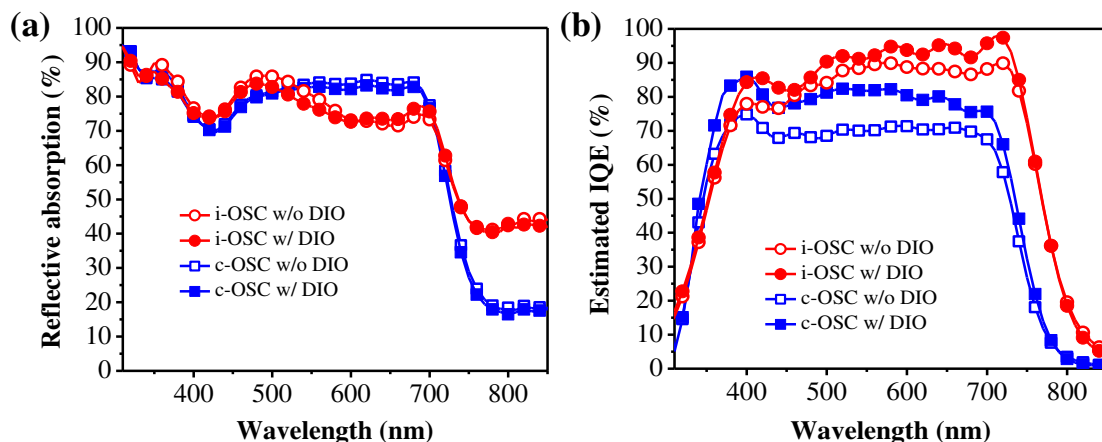 (a)
100
90
80
70
60
50
40
30
20
10
0
Reflective absorption (%)
i-OSC w/o DIO
i-OSC w/ DIO
c-OSC w/o DIO
c-OSC w/ DIO
400 500 600 700 800
Wavelength (nm)
(b)
100
90
80
70
60
50
40
30
20
10
0
Estimated IQE (%)
i-OSC w/o DIO
i-OSC w/ DIO
c-OSC w/o DIO
c-OSC w/ DIO
400 500 600 700 800
Wavelength (nm)